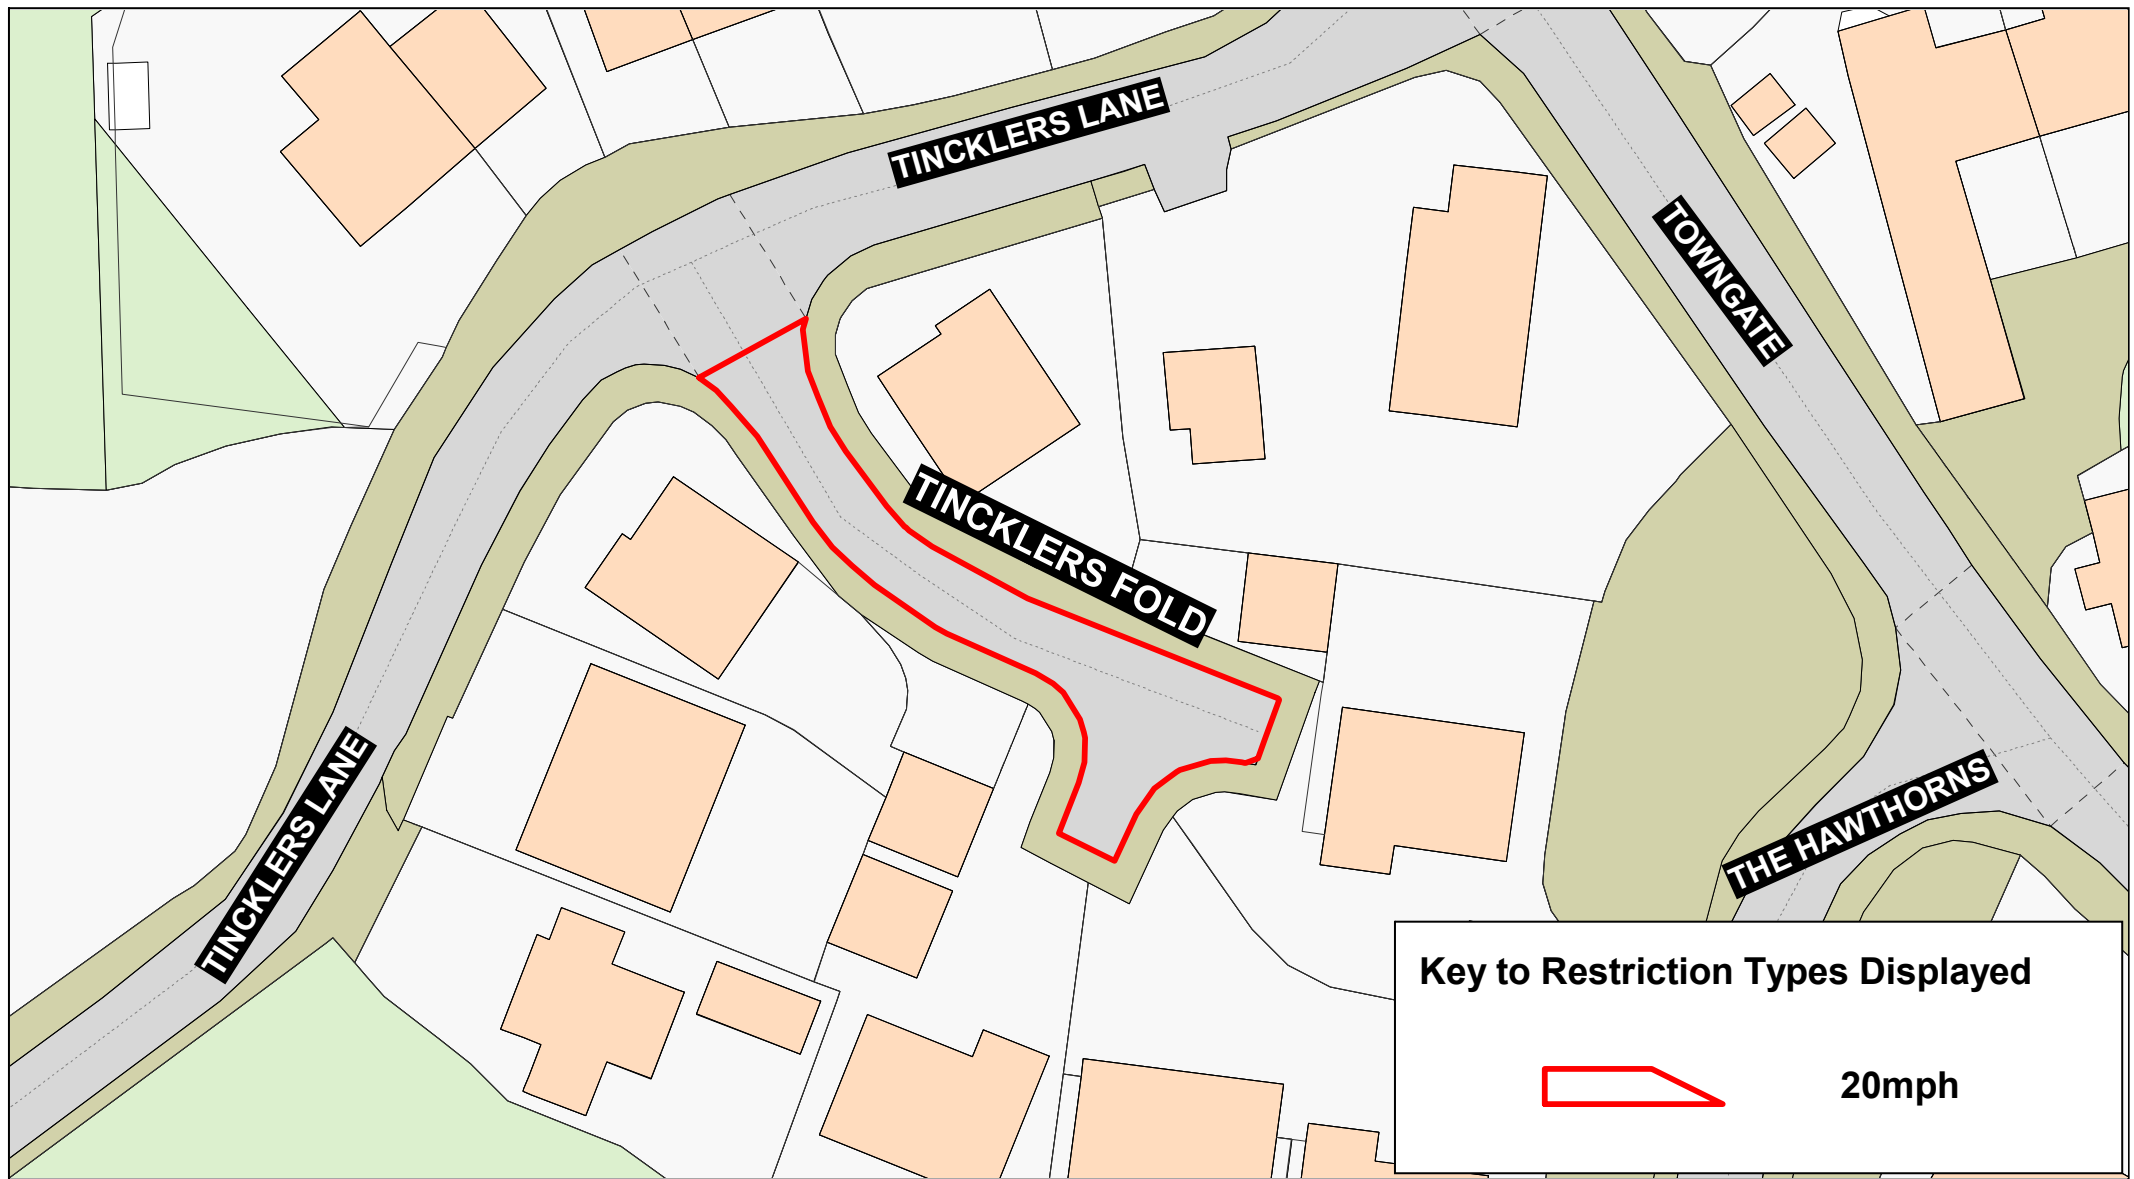 TINCKLERS LANE
TOWNGATE
TINCKLERS FOLD
TINCKLERS LANE
THE HAWTHORNS
Key to Restriction Types Displayed
20mph